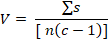 V = ∑s / [ n(c − 1)]